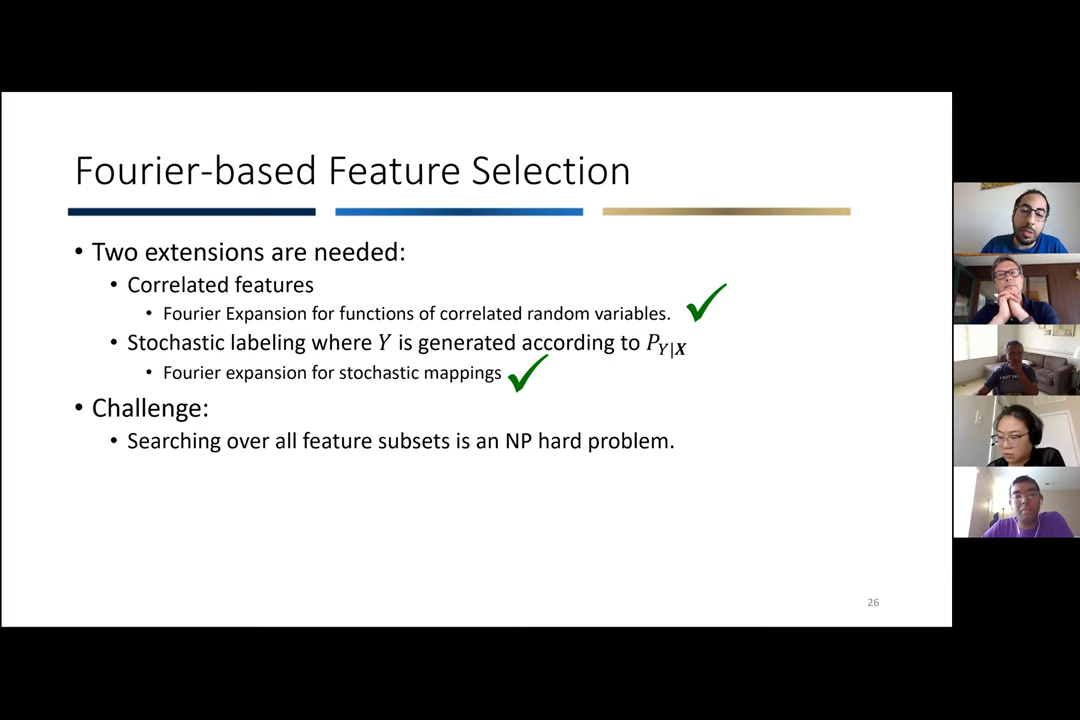 Fourier-based Feature Selection
• Two extensions are needed:
• Correlated features
• Fourier Expansion for functions of correlated random variables.
• Stochastic labeling where Y is generated according to P_{Y|X}
• Fourier expansion for stochastic mappings
• Challenge:
• Searching over all feature subsets is an NP hard problem.
26